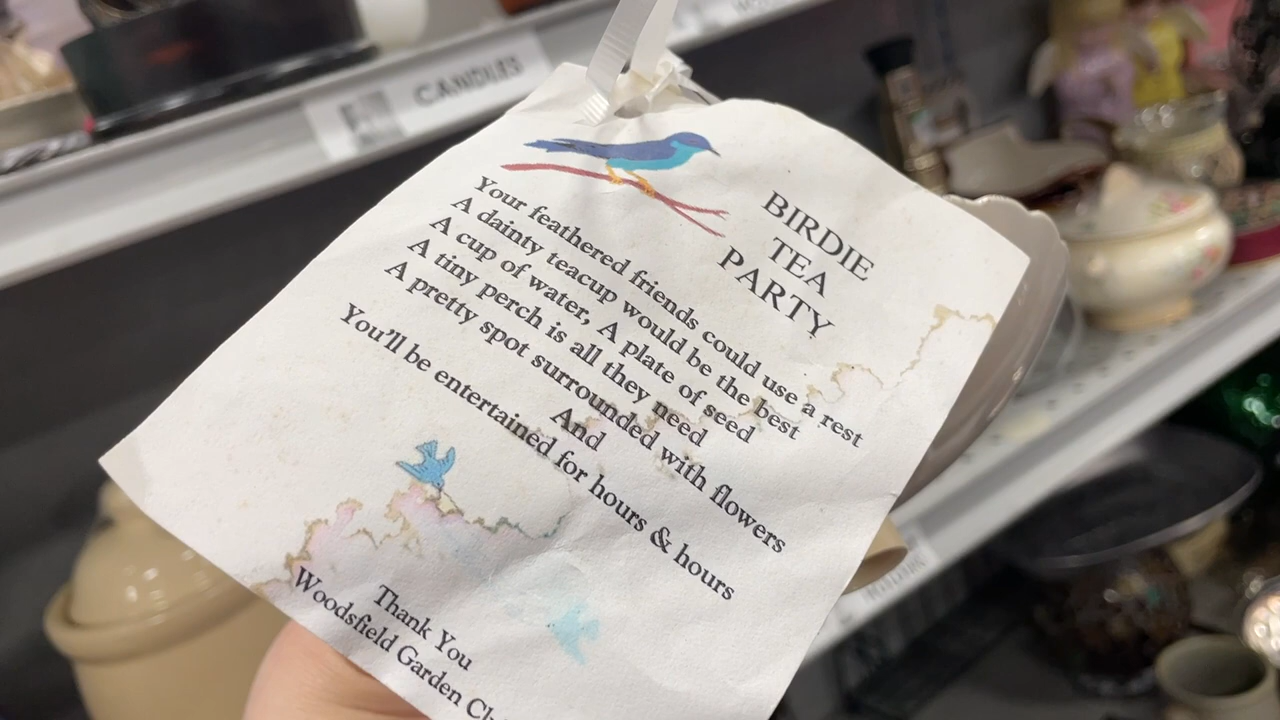 CANDLES
BIRDIE
TEA
PARTY
Your feathered friends could use a rest
A dainty teacup would be the best
A cup of water, A plate of seed
A tiny perch is all they need
A pretty spot surrounded with flowers
And
You'll be entertained for hours & hours
Thank You
Woodsfield Garden